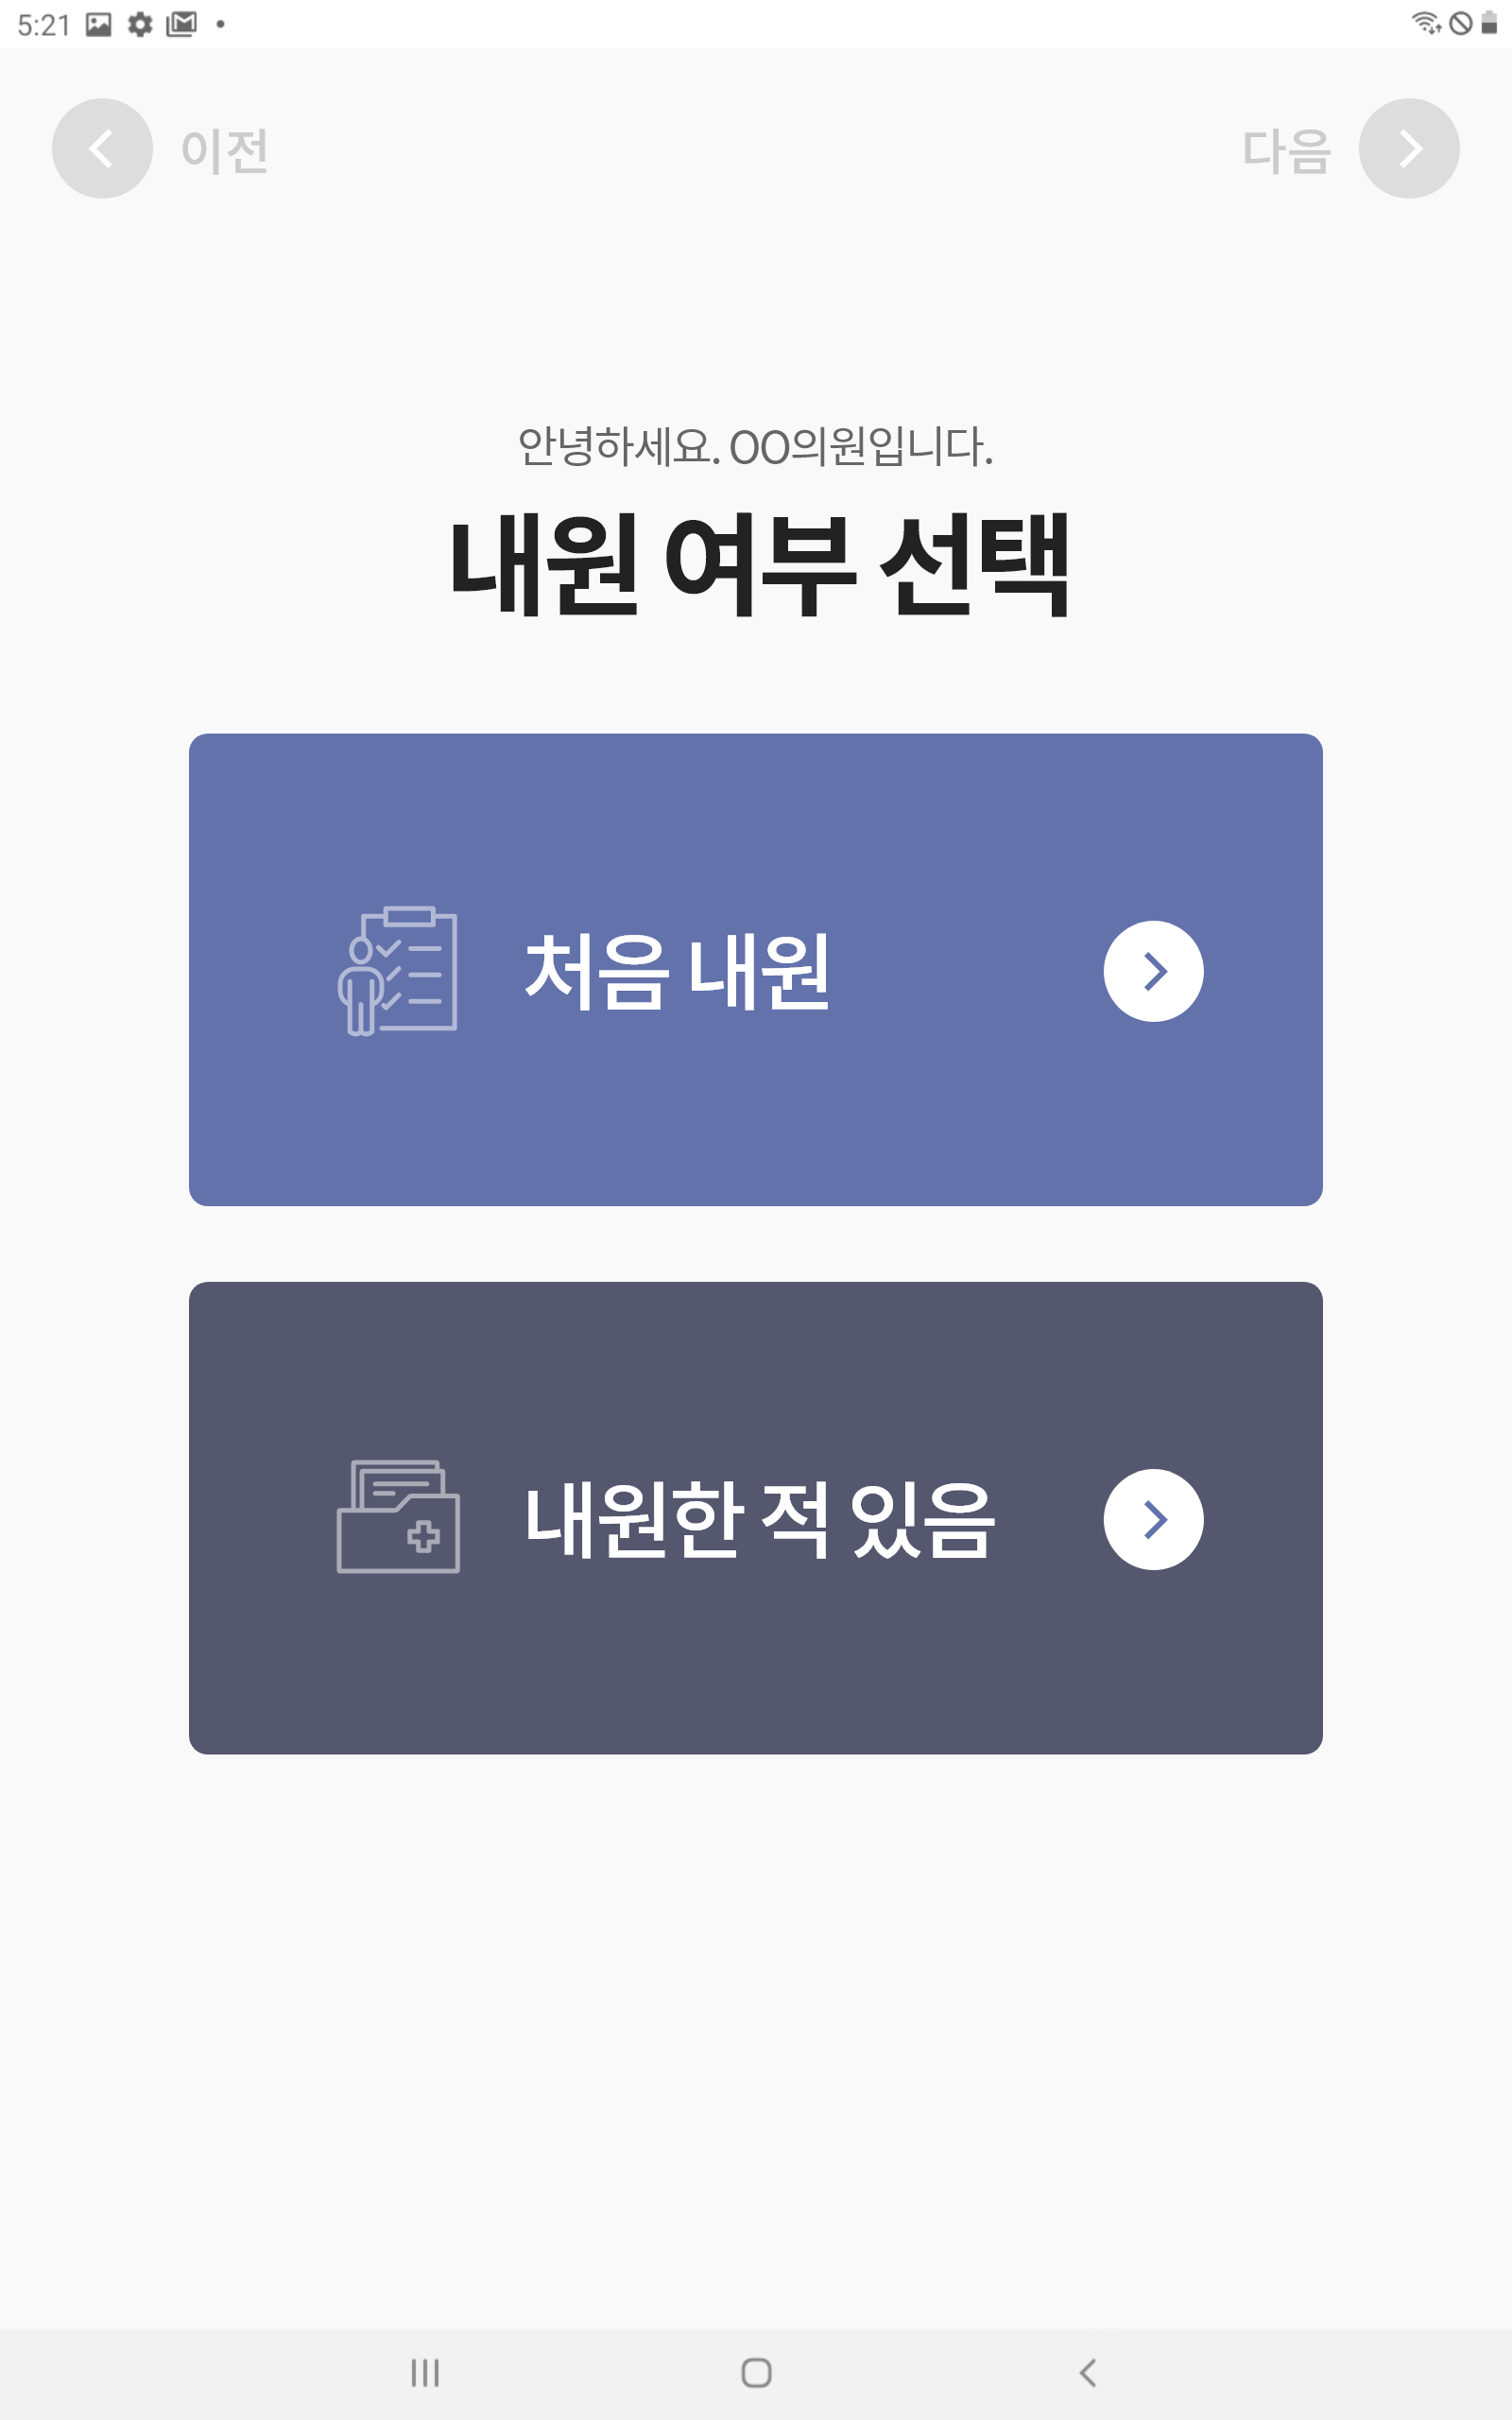 5:21
이전
다음
안녕하세요. OO의원입니다.
내원 여부 선택
처음 내원
내원한 적 있음